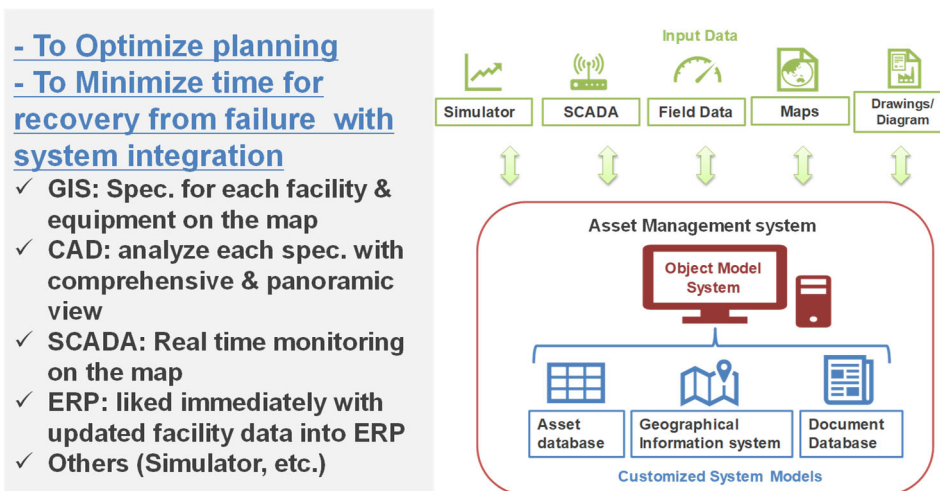 - To Optimize planning
- To Minimize time for
recovery from failure with
system integration
✓ GIS: Spec. for each facility &
equipment on the map
✓ CAD: analyze each spec. with
comprehensive & panoramic
view
✓ SCADA: Real time monitoring
on the map
✓ ERP: liked immediately with
updated facility data into ERP
✓ Others (Simulator, etc.)
Input Data
Simulator
SCADA
Field Data
Maps
Drawings/
Diagram
Asset Management system
Object Model
System
Asset
database
Geographical
Information system
Document
Database
Customized System Models